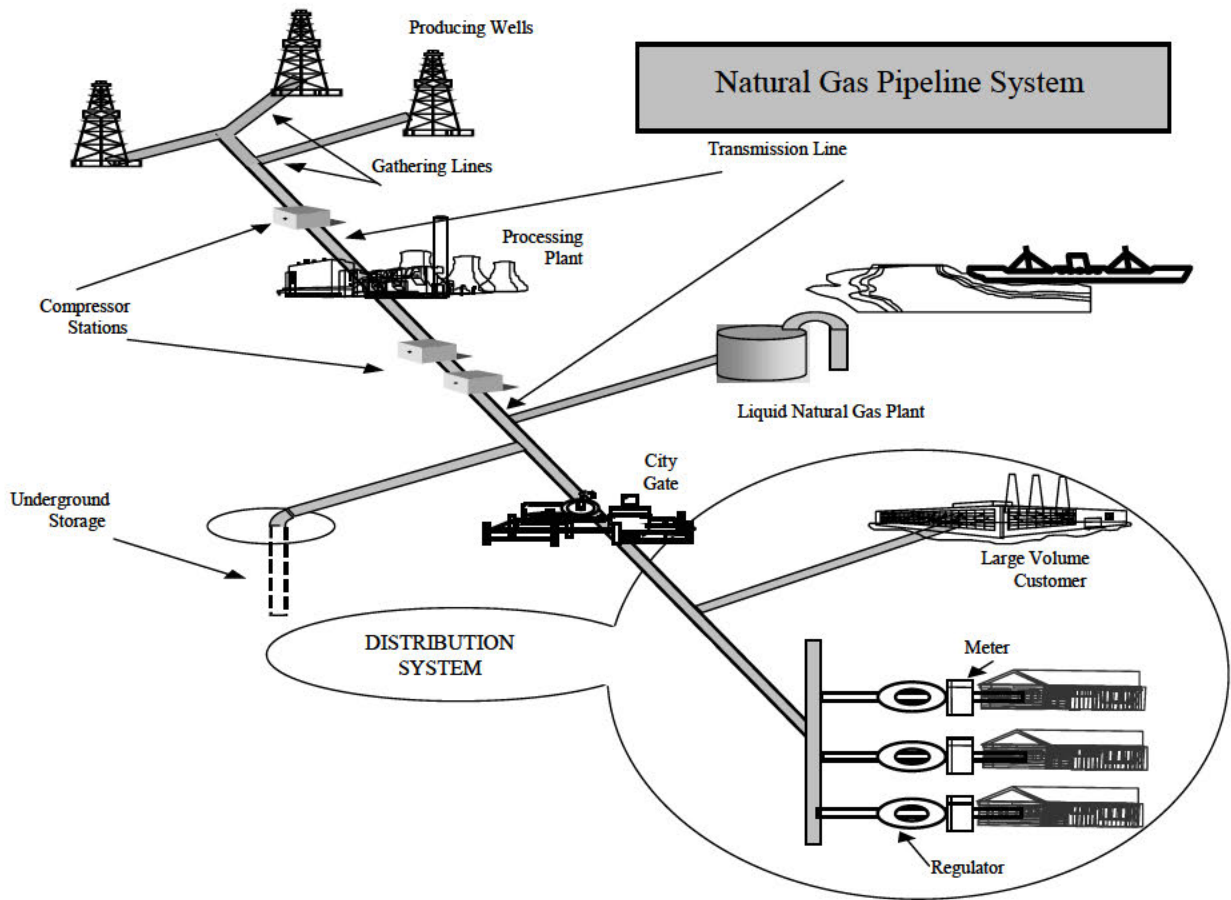 Producing Wells
Natural Gas Pipeline System
Transmission Line
Gathering Lines
Processing
Plant
Compressor
Stations
Liquid Natural Gas Plant
City
Gate
Underground
Storage
Large Volume
Customer
DISTRIBUTION
SYSTEM
Meter
Regulator